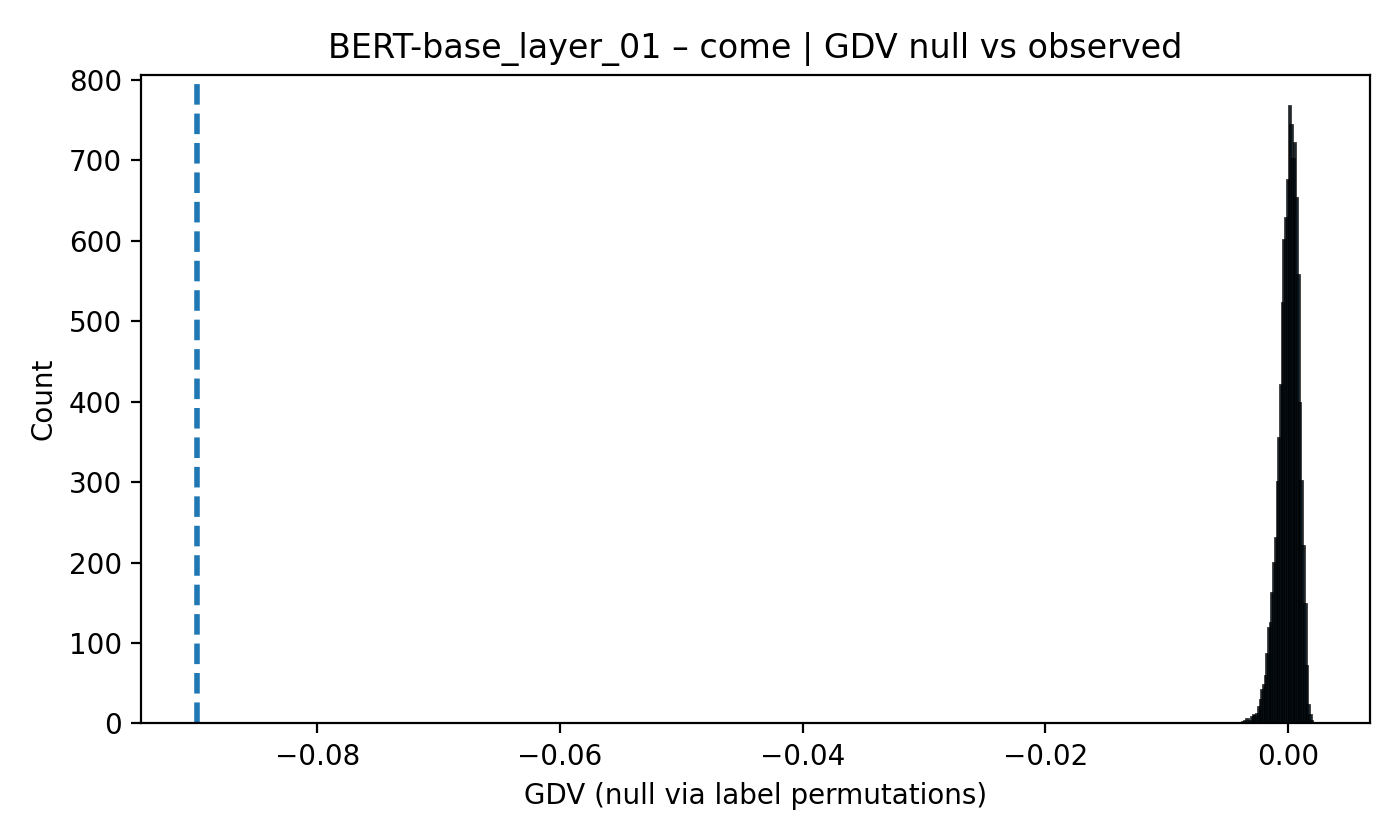 BERT-base_layer_01 – come | GDV null vs observed
800
700
600
500
400
300
200
100
0
Count
−0.08 −0.06 −0.04 −0.02 0.00
GDV (null via label permutations)